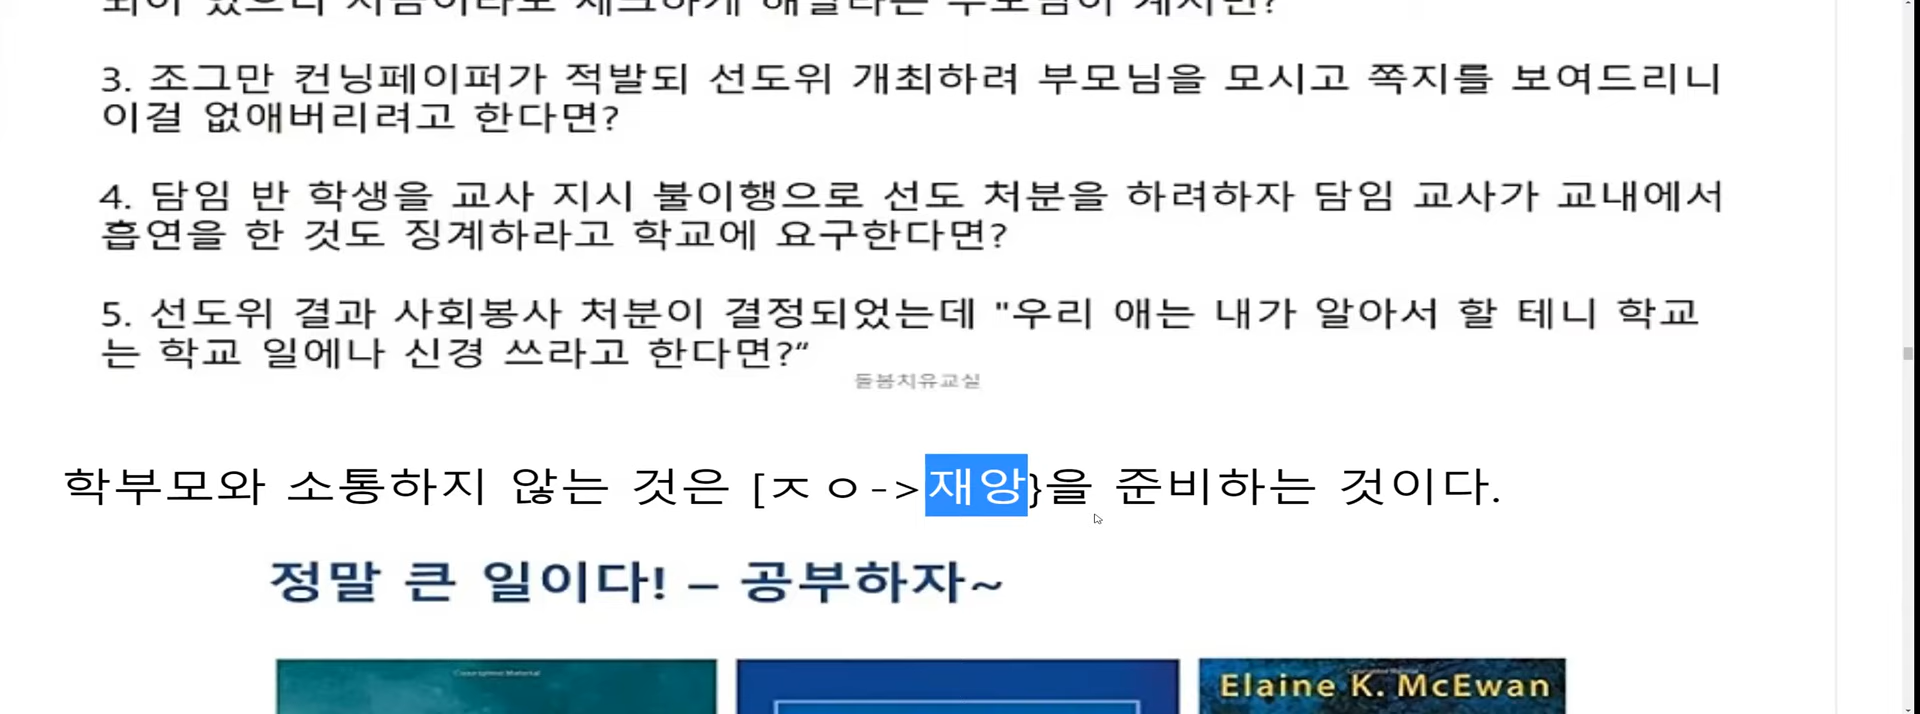 3. 조그만 컨닝페이퍼가 적발되 선도위 개최하려 부모님을 모시고 쪽지를 보여드리니
이걸 없애버리려고 한다면?
4. 담임 반 학생을 교사 지시 불이행으로 선도 처분을 하려하자 담임 교사가 교내에서
흡연을 한 것도 징계하라고 학교에 요구한다면?
5. 선도위 결과 사회봉사 처분이 결정되었는데 "우리 애는 내가 알아서 할 테니 학교
는 학교 일에나 신경 쓰라고 한다면?“
돌봄치유교실
학부모와 소통하지 않는 것은 [ㅈㅇ->재앙}을 준비하는 것이다.
정말 큰 일이다! – 공부하자~
Copyrighted Material
Copyrighted Material
Elaine K. McEwan